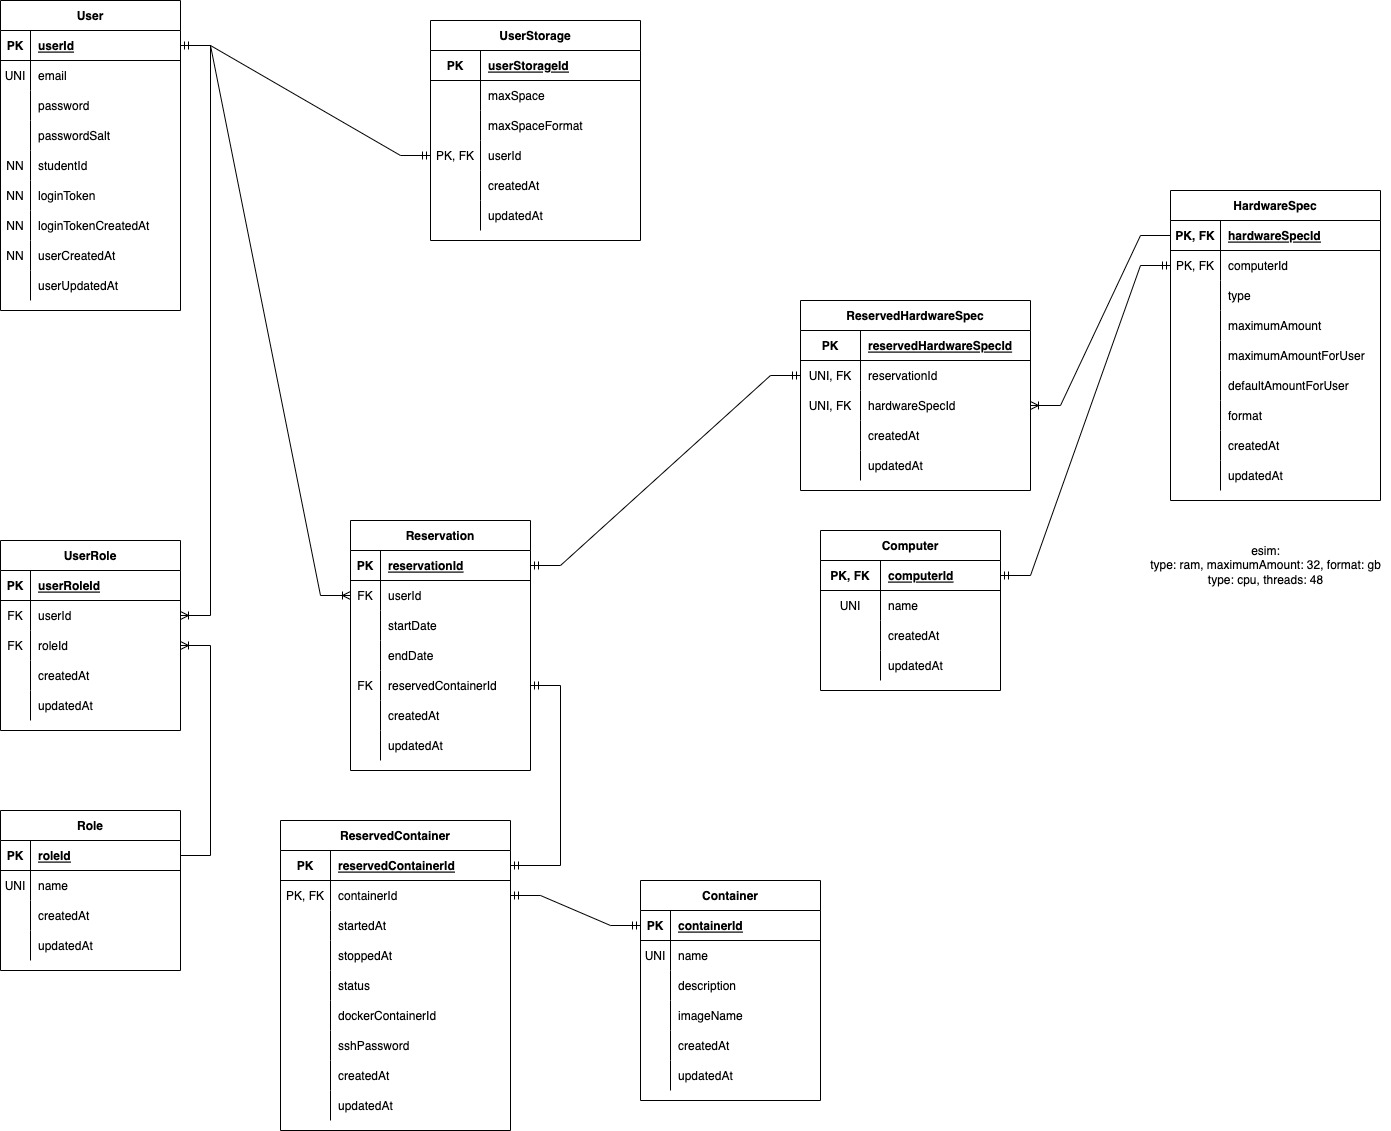 User
PK userId
UNI email
password
passwordSalt
NN studentId
NN loginToken
NN loginTokenCreatedAt
NN userCreatedAt
userUpdatedAt
UserStorage
PK userStorageId
maxSpace
maxSpaceFormat
PK, FK userId
createdAt
updatedAt
HardwareSpec
PK, FK hardwareSpecId
PK, FK computerId
type
maximumAmount
maximumAmountForUser
defaultAmountForUser
format
createdAt
updatedAt
ReservedHardwareSpec
PK reservedHardwareSpecId
UNI, FK reservationId
UNI, FK hardwareSpecId
createdAt
updatedAt
Reservation
PK reservationId
FK userId
startDate
endDate
FK reservedContainerId
createdAt
updatedAt
Computer
PK, FK computerId
UNI name
createdAt
updatedAt
esim:
type: ram, maximumAmount: 32, format: gb
type: cpu, threads: 48
UserRole
PK userRoleId
FK userId
FK roleId
createdAt
updatedAt
Role
PK roleId
UNI name
createdAt
updatedAt
ReservedContainer
PK reservedContainerId
PK, FK containerId
startedAt
stoppedAt
status
dockerContainerId
sshPassword
createdAt
updatedAt
Container
PK containerId
UNI name
description
imageName
createdAt
updatedAt